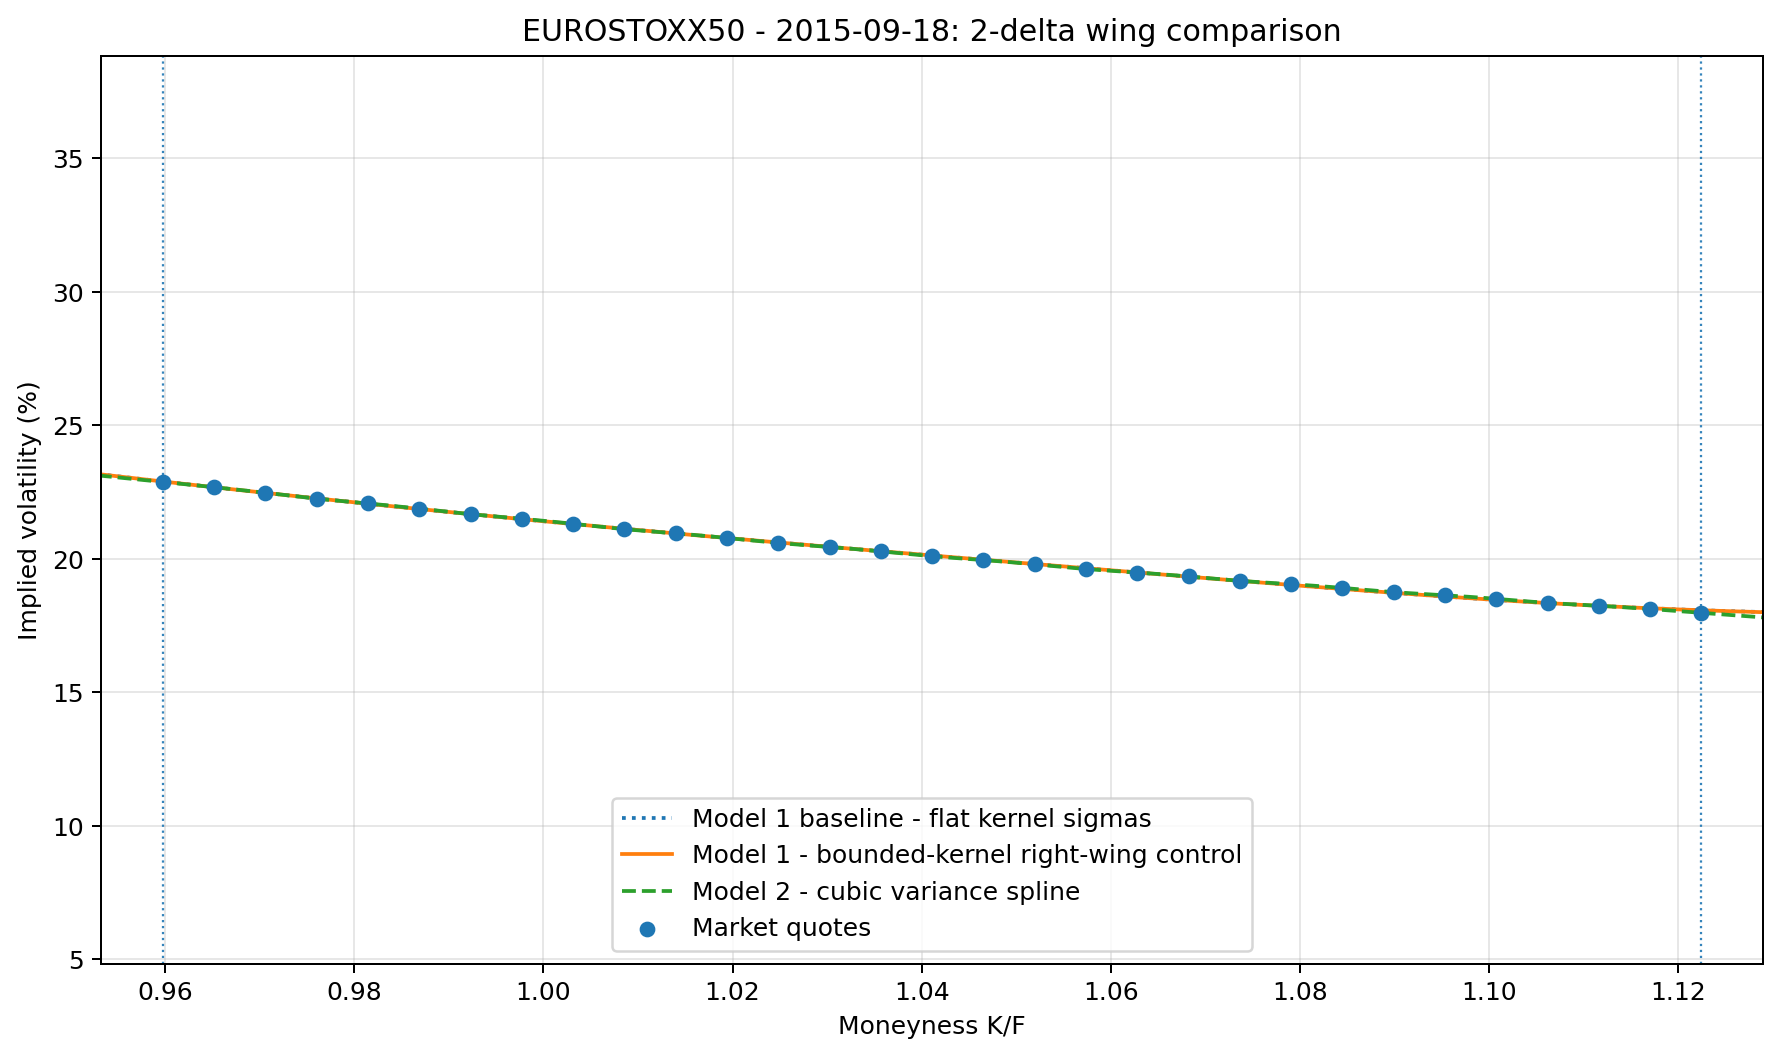 EUROSTOXX50 - 2015-09-18: 2-delta wing comparison
Implied volatility (%)
35
30
25
20
15
10
5
Model 1 baseline - flat kernel sigmas
Model 1 - bounded-kernel right-wing control
Model 2 - cubic variance spline
Market quotes
0.96 0.98 1.00 1.02 1.04 1.06 1.08 1.10 1.12
Moneyness K/F